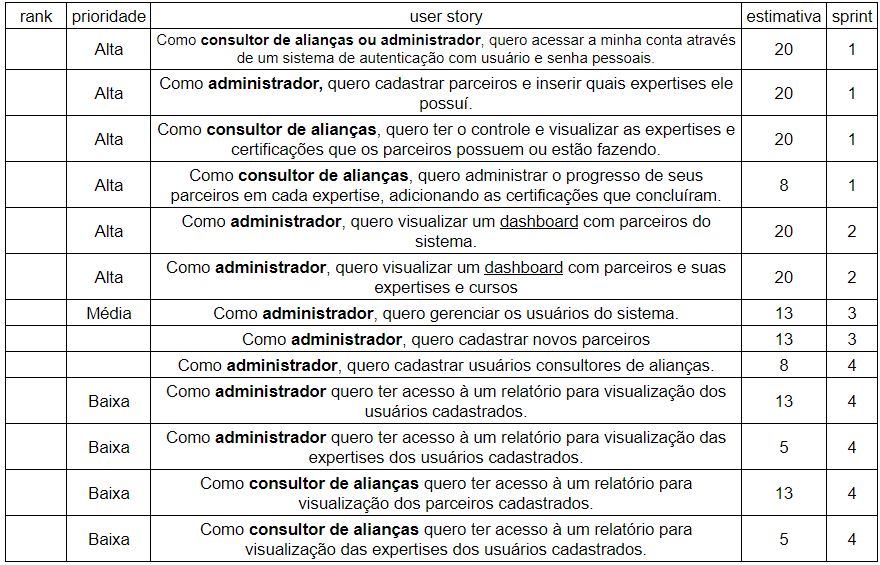 rank prioridade user story estimativa sprint
Alta Como consultor de alianças ou administrador, quero acessar a minha conta através 20 1
de um sistema de autenticação com usuário e senha pessoais.
Alta Como administrador, quero cadastrar parceiros e inserir quais expertises ele 20 1
possuí.
Alta Como consultor de alianças, quero ter o controle e visualizar as expertises e 20 1
certificações que os parceiros possuem ou estão fazendo.
Alta Como consultor de alianças, quero administrar o progresso de seus 8 1
parceiros em cada expertise, adicionando as certificações que concluíram.
Alta Como administrador, quero visualizar um dashboard com parceiros do 20 2
sistema.
Alta Como administrador, quero visualizar um dashboard com parceiros e suas 20 2
expertises e cursos
Média Como administrador, quero gerenciar os usuários do sistema. 13 3
Como administrador, quero cadastrar novos parceiros 13 3
Como administrador, quero cadastrar usuários consultores de alianças. 8 4
Baixa Como administrador quero ter acesso à um relatório para visualização dos 13 4
usuários cadastrados.
Baixa Como administrador quero ter acesso à um relatório para visualização das 5 4
expertises dos usuários cadastrados.
Baixa Como consultor de alianças quero ter acesso à um relatório para 13 4
visualização dos parceiros cadastrados.
Baixa Como consultor de alianças quero ter acesso à um relatório para 5 4
visualização das expertises dos usuários cadastrados.